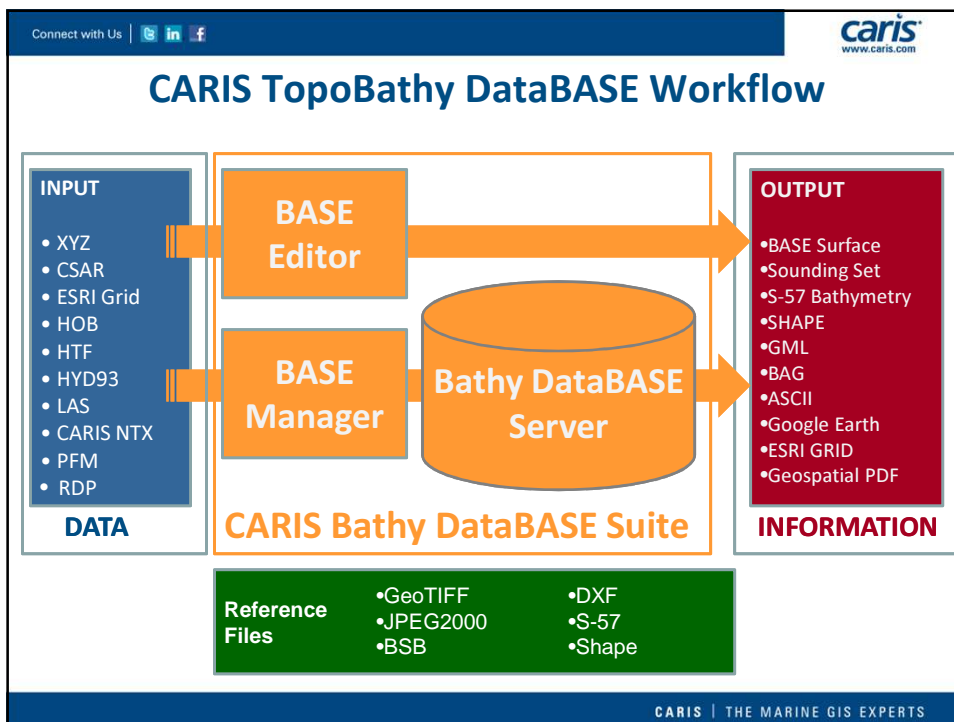 Connect with Us
caris
www.caris.com
CARIS TopoBathy DataBASE Workflow
INPUT
• XYZ
• CSAR
• ESRI Grid
• HOB
• HTF
• HYD93
• LAS
• CARIS NTX
• PFM
• RDP
DATA
BASE
Editor
BASE
Manager
Bathy DataBASE
Server
CARIS Bathy DataBASE Suite
OUTPUT
•BASE Surface
•Sounding Set
•S-57 Bathymetry
•SHAPE
•GML
•BAG
•ASCII
•Google Earth
•ESRI GRID
•Geospatial PDF
INFORMATION
Reference
Files
•GeoTIFF
•JPEG2000
•BSB
•DXF
•S-57
•Shape
CARIS | THE MARINE GIS EXPERTS